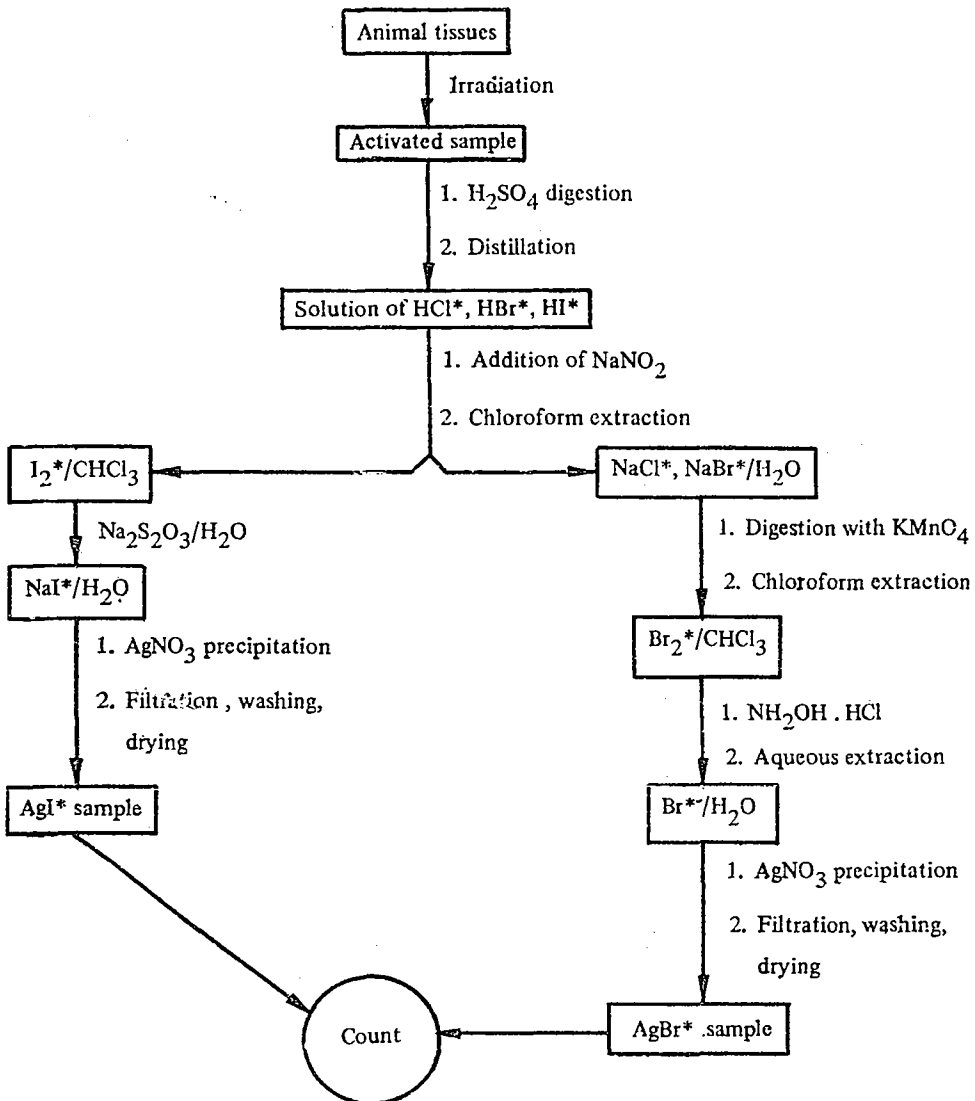 Animal tissues
Irradiation
Activated sample
1. H₂SO₄ digestion
2. Distillation
Solution of HCl*, HBr*, HI*
1. Addition of NaNO₂
2. Chloroform extraction
I₂*/CHCl₃
NaCl*, NaBr*/H₂O
Na₂S₂O₃/H₂O
1. Digestion with KMnO₄
2. Chloroform extraction
NaI*/H₂O
1. AgNO₃ precipitation
2. Filtration , washing,
drying
Br₂*/CHCl₃
1. NH₂OH . HCl
2. Aqueous extraction
AgI* sample
Br*⁻/H₂O
1. AgNO₃ precipitation
2. Filtration, washing,
drying
Count
AgBr* .sample